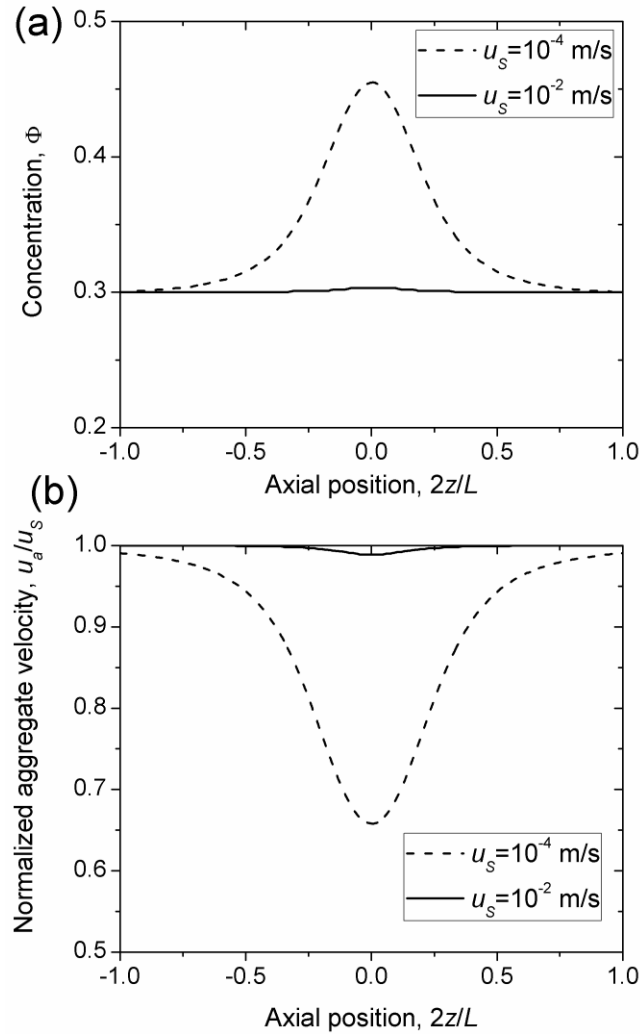 (a)
0.5
0.4
0.3
0.2
Concentration, Φ
u_S=10^-4 m/s
u_S=10^-2 m/s
-1.0 -0.5 0.0 0.5 1.0
Axial position, 2z/L
(b)
1.0
0.9
0.8
0.7
0.6
0.5
Normalized aggregate velocity, u_a/u_s
u_S=10^-4 m/s
u_S=10^-2 m/s
-1.0 -0.5 0.0 0.5 1.0
Axial position, 2z/L